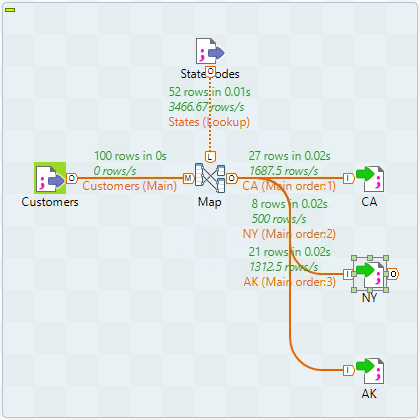 StateCodes
52 rows in 0.01s
3466.67 rows/s
States (Lookup)
100 rows in 0s
0 rows/s
Customers (Main)
27 rows in 0.02s
1687.5 rows/s
CA (Main order:1)
8 rows in 0.02s
500 rows/s
NY (Main order:2)
21 rows in 0.02s
1312.5 rows/s
AK (Main order:3)
Customers
Map
CA
NY
AK
O
L
O
M
O
I
I
O
I